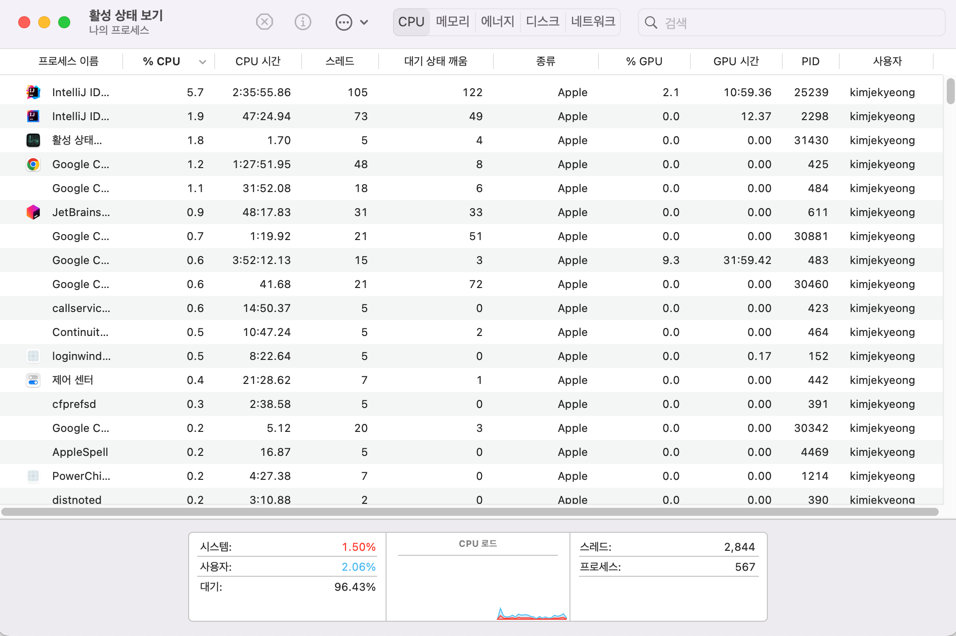 활성 상태 보기
나의 프로세스
CPU 메모리 에너지 디스크 네트워크 검색
프로세스 이름 % CPU CPU 시간 스레드 대기 상태 깨움 종류 % GPU GPU 시간 PID 사용자
IntelliJ ID... 5.7 2:35:55.86 105 122 Apple 2.1 10:59.36 25239 kimjekyeong
IntelliJ ID... 1.9 47:24.94 73 49 Apple 0.0 12.37 2298 kimjekyeong
활성 상태... 1.8 1.70 5 4 Apple 0.0 0.00 31430 kimjekyeong
Google C... 1.2 1:27:51.95 48 8 Apple 0.0 0.00 425 kimjekyeong
Google C... 1.1 31:52.08 18 6 Apple 0.0 0.00 484 kimjekyeong
JetBrains... 0.9 48:17.83 31 33 Apple 0.0 0.00 611 kimjekyeong
Google C... 0.7 1:19.92 21 51 Apple 0.0 0.00 30881 kimjekyeong
Google C... 0.6 3:52:12.13 15 3 Apple 9.3 31:59.42 483 kimjekyeong
Google C... 0.6 41.68 21 72 Apple 0.0 0.00 30460 kimjekyeong
callservic... 0.6 14:50.37 5 0 Apple 0.0 0.00 423 kimjekyeong
Continuit... 0.5 10:47.24 5 2 Apple 0.0 0.00 464 kimjekyeong
loginwind... 0.5 8:22.64 5 0 Apple 0.0 0.17 152 kimjekyeong
제어 센터 0.4 21:28.62 7 1 Apple 0.0 0.00 442 kimjekyeong
cfprefsd 0.3 2:38.58 5 0 Apple 0.0 0.00 391 kimjekyeong
Google C... 0.2 5.12 20 3 Apple 0.0 0.00 30342 kimjekyeong
AppleSpell 0.2 16.87 5 0 Apple 0.0 0.00 4469 kimjekyeong
PowerChi... 0.2 4:27.38 7 0 Apple 0.0 0.00 1214 kimjekyeong
distnoted 0.2 3:10.88 2 0 Apple 0.0 0.00 390 kimjekyeong
시스템: 1.50% CPU 로드 스레드: 2,844
사용자: 2.06% 프로세스: 567
대기: 96.43%